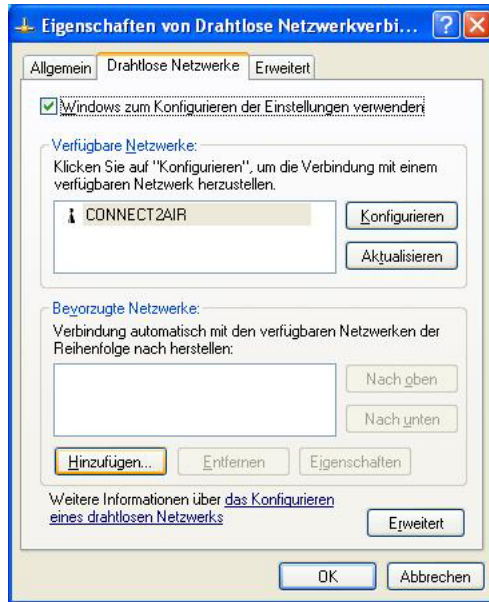 Eigenschaften von Drahtlose Netzwerkverbi...
Allgemein
Drahtlose Netzwerke
Erweitert
Windows zum Konfigurieren der Einstellungen verwenden
Verfügbare Netzwerke:
Klicken Sie auf "Konfigurieren", um die Verbindung mit einem
verfügbaren Netzwerk herzustellen.
CONNECT2AIR
Konfigurieren
Aktualisieren
Bevorzugte Netzwerke:
Verbindung automatisch mit den verfügbaren Netzwerken der
Reihenfolge nach herstellen:
Nach oben
Nach unten
Hinzufügen...
Entfernen
Eigenschaften
Weitere Informationen über das Konfigurieren
eines drahtlosen Netzwerks
Erweitert
OK
Abbrechen